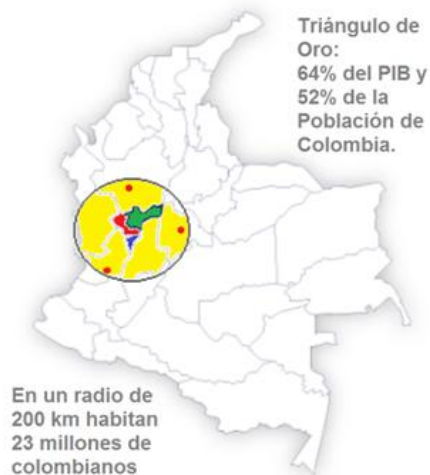 Triángulo de
Oro:
64% del PIB y
52% de la
Población de
Colombia.
En un radio de
200 km habitan
23 millones de
colombianos